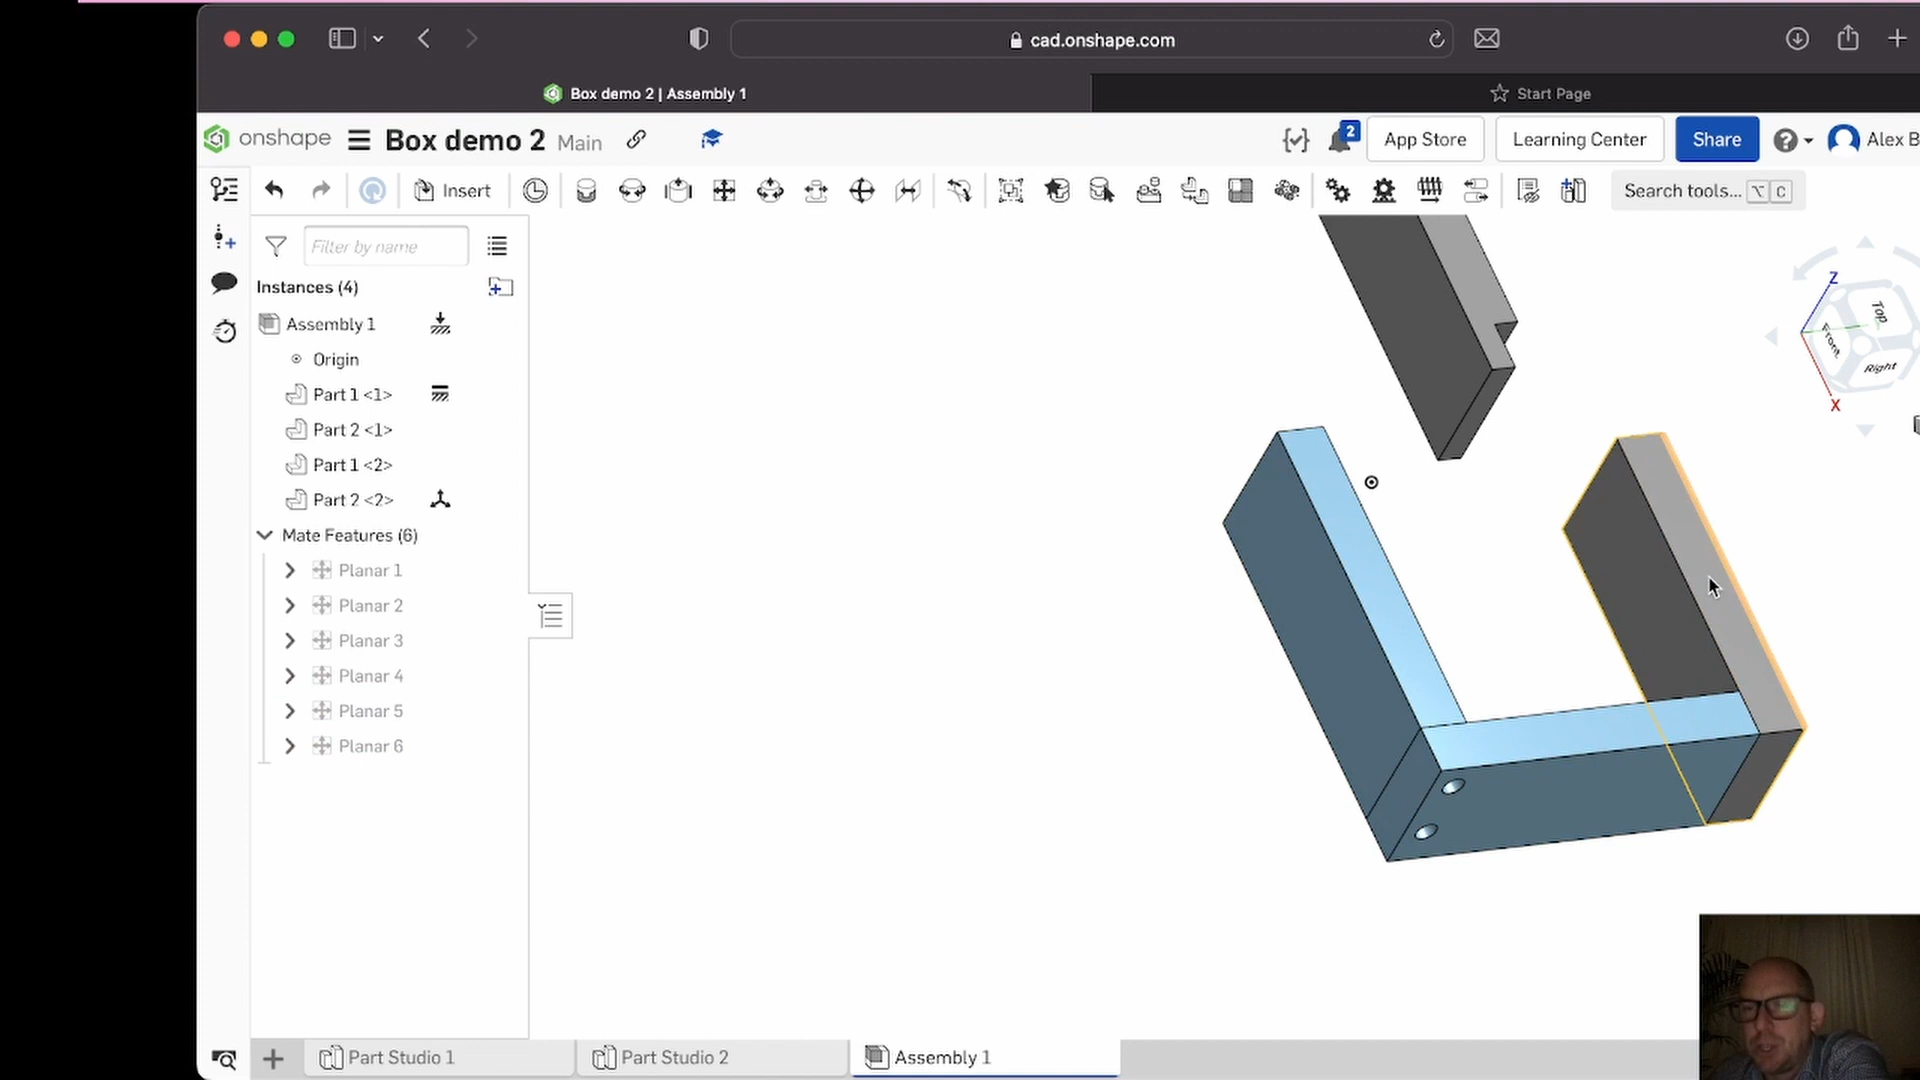 cad.onshape.com
Box demo 2 | Assembly 1
Start Page
onshape
Box demo 2 Main
2
App Store
Learning Center
Share
Alex B
Insert
Search tools... ⌥ C
Filter by name
Instances (4)
Assembly 1
Origin
Part 1 <1>
Part 2 <1>
Part 1 <2>
Part 2 <2>
Mate Features (6)
Planar 1
Planar 2
Planar 3
Planar 4
Planar 5
Planar 6
Z
Top
Front
Right
X
Part Studio 1
Part Studio 2
Assembly 1